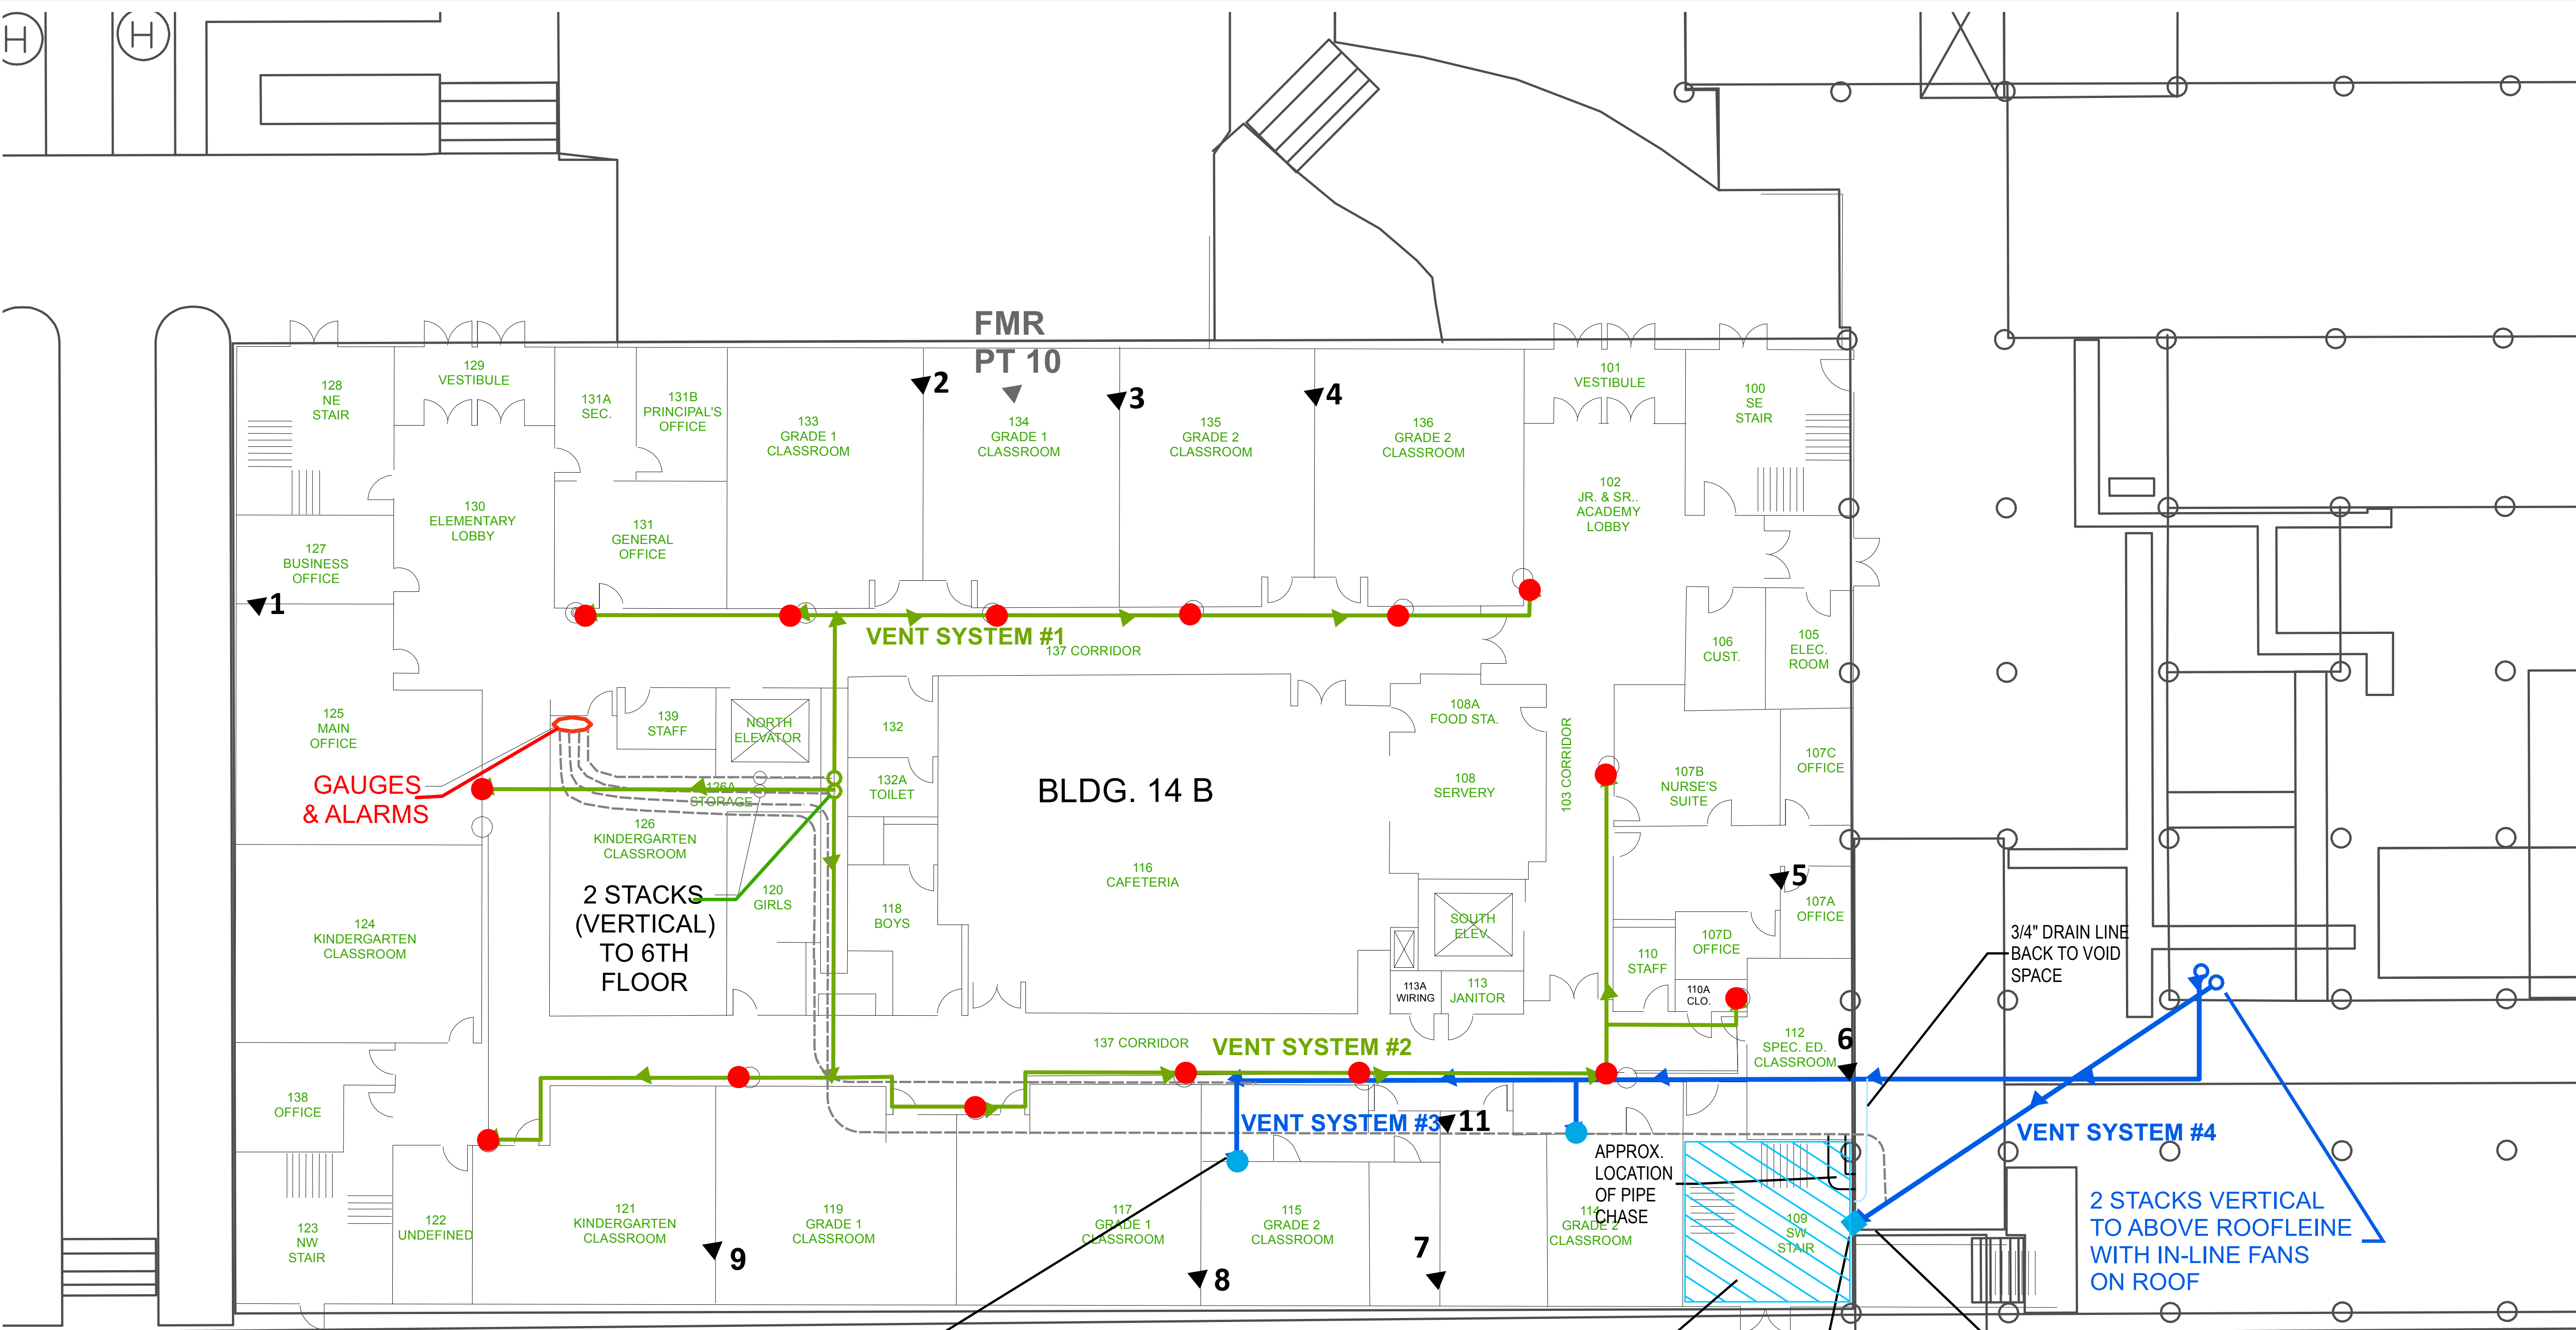 H
H
FMR
PT 10
128
NE
STAIR
129
VESTIBULE
131A
SEC.
131B
PRINCIPAL'S
OFFICE
133
GRADE 1
CLASSROOM
2
134
GRADE 1
CLASSROOM
3
135
GRADE 2
CLASSROOM
4
136
GRADE 2
CLASSROOM
101
VESTIBULE
100
SE
STAIR
130
ELEMENTARY
LOBBY
131
GENERAL
OFFICE
102
JR. & SR..
ACADEMY
LOBBY
127
BUSINESS
OFFICE
1
VENT SYSTEM #1
137 CORRIDOR
106
CUST.
105
ELEC.
ROOM
125
MAIN
OFFICE
139
STAFF
NORTH
ELEVATOR
132
108A
FOOD STA.
103 CORRIDOR
107C
OFFICE
GAUGES
& ALARMS
126A
STORAGE
132A
TOILET
BLDG. 14 B
108
SERVERY
107B
NURSE'S
SUITE
126
KINDERGARTEN
CLASSROOM
116
CAFETERIA
5
2 STACKS
(VERTICAL)
TO 6TH
FLOOR
120
GIRLS
118
BOYS
SOUTH
ELEV.
107A
OFFICE
124
KINDERGARTEN
CLASSROOM
107D
OFFICE
110
STAFF
3/4" DRAIN LINE
BACK TO VOID
SPACE
113A
WIRING
113
JANITOR
110A
CLO.
137 CORRIDOR
VENT SYSTEM #2
112
SPEC. ED.
CLASSROOM
6
138
OFFICE
VENT SYSTEM #3
11
VENT SYSTEM #4
APPROX.
LOCATION
OF PIPE
CHASE
123
NW
STAIR
122
UNDEFINED
121
KINDERGARTEN
CLASSROOM
9
119
GRADE 1
CLASSROOM
117
GRADE 1
CLASSROOM
8
115
GRADE 2
CLASSROOM
7
114
GRADE 2
CLASSROOM
109
SW
STAIR
2 STACKS VERTICAL
TO ABOVE ROOFLEINE
WITH IN-LINE FANS
ON ROOF